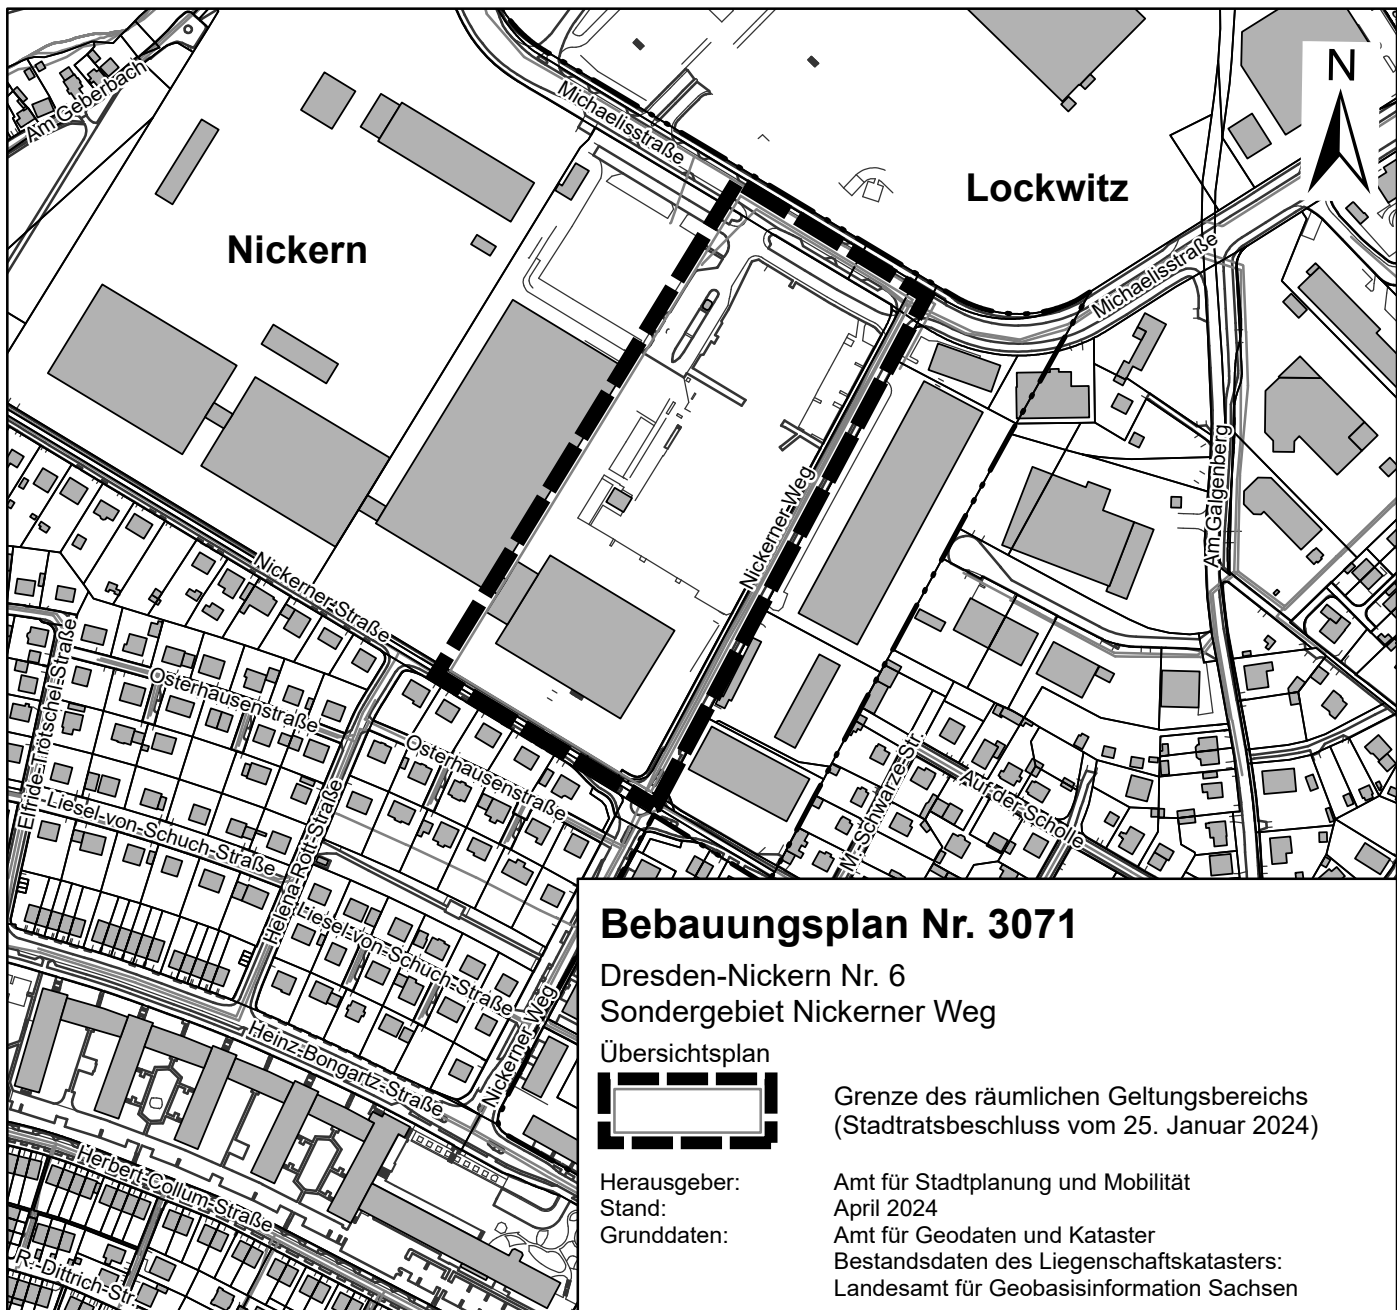 N
Am Geberbach
Michaelisstraße
Lockwitz
Nickern
Michaelisstraße
Am Galgenberg
Nickerner Weg
Nickerner-Straße
Elfride-Trötschel-Straße
Osterhausenstraße
Osterhausenstraße
M.-Schwarze-Str.
Auf der Scholle
Liesel-von-Schuch-Straße
Helena-Rott-Straße
Liesel-von-Schuch-Straße
Nickerner Weg
Heinz-Bongartz-Straße
Herbert-Collum-Straße
R.-Dittrich-Str.
Bebauungsplan Nr. 3071
Dresden-Nickern Nr. 6
Sondergebiet Nickerner Weg
Übersichtsplan
Grenze des räumlichen Geltungsbereichs
(Stadtratsbeschluss vom 25. Januar 2024)
Herausgeber: Amt für Stadtplanung und Mobilität
Stand: April 2024
Grunddaten: Amt für Geodaten und Kataster
Bestandsdaten des Liegenschaftskatasters:
Landesamt für Geobasisinformation Sachsen